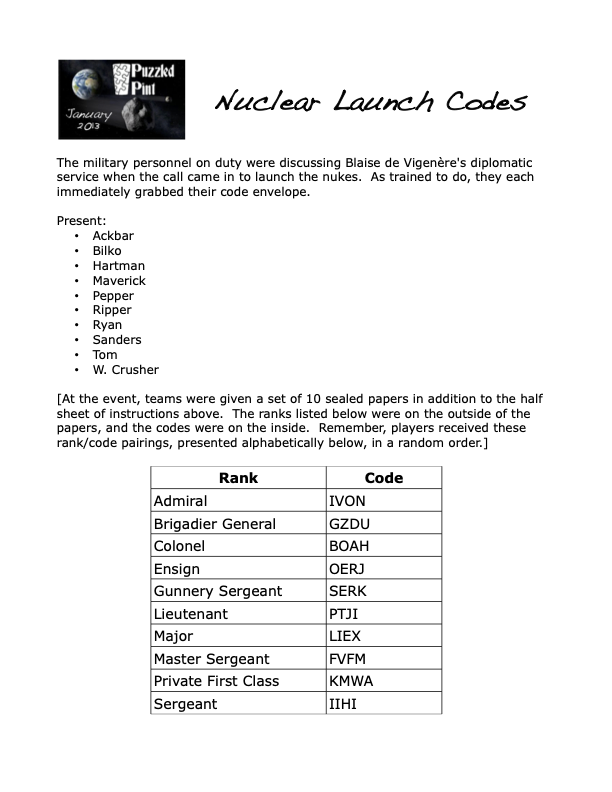 Puzzled
Pint
January
2013
Nuclear Launch Codes
The military personnel on duty were discussing Blaise de Vigenère's diplomatic
service when the call came in to launch the nukes.  As trained to do, they each
immediately grabbed their code envelope.
Present:
• Ackbar
• Bilko
• Hartman
• Maverick
• Pepper
• Ripper
• Ryan
• Sanders
• Tom
• W. Crusher
[At the event, teams were given a set of 10 sealed papers in addition to the half
sheet of instructions above.  The ranks listed below were on the outside of the
papers, and the codes were on the inside.  Remember, players received these
rank/code pairings, presented alphabetically below, in a random order.]
Rank Code
Admiral IVON
Brigadier General GZDU
Colonel BOAH
Ensign OERJ
Gunnery Sergeant SERK
Lieutenant PTJI
Major LIEX
Master Sergeant FVFM
Private First Class KMWA
Sergeant IIHI